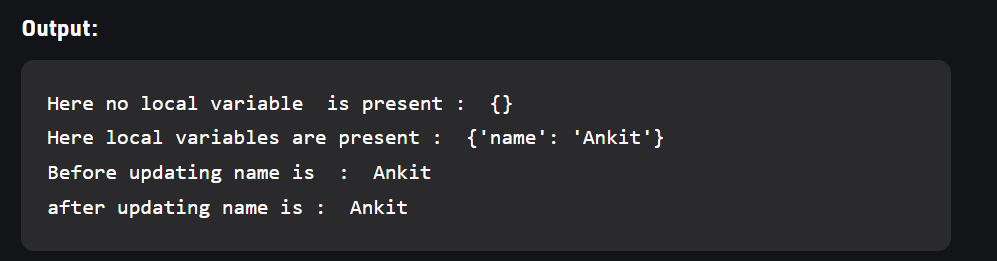 Output:
Here no local variable  is present :  {}
Here local variables are present :  {'name': 'Ankit'}
Before updating name is  :  Ankit
after updating name is :  Ankit